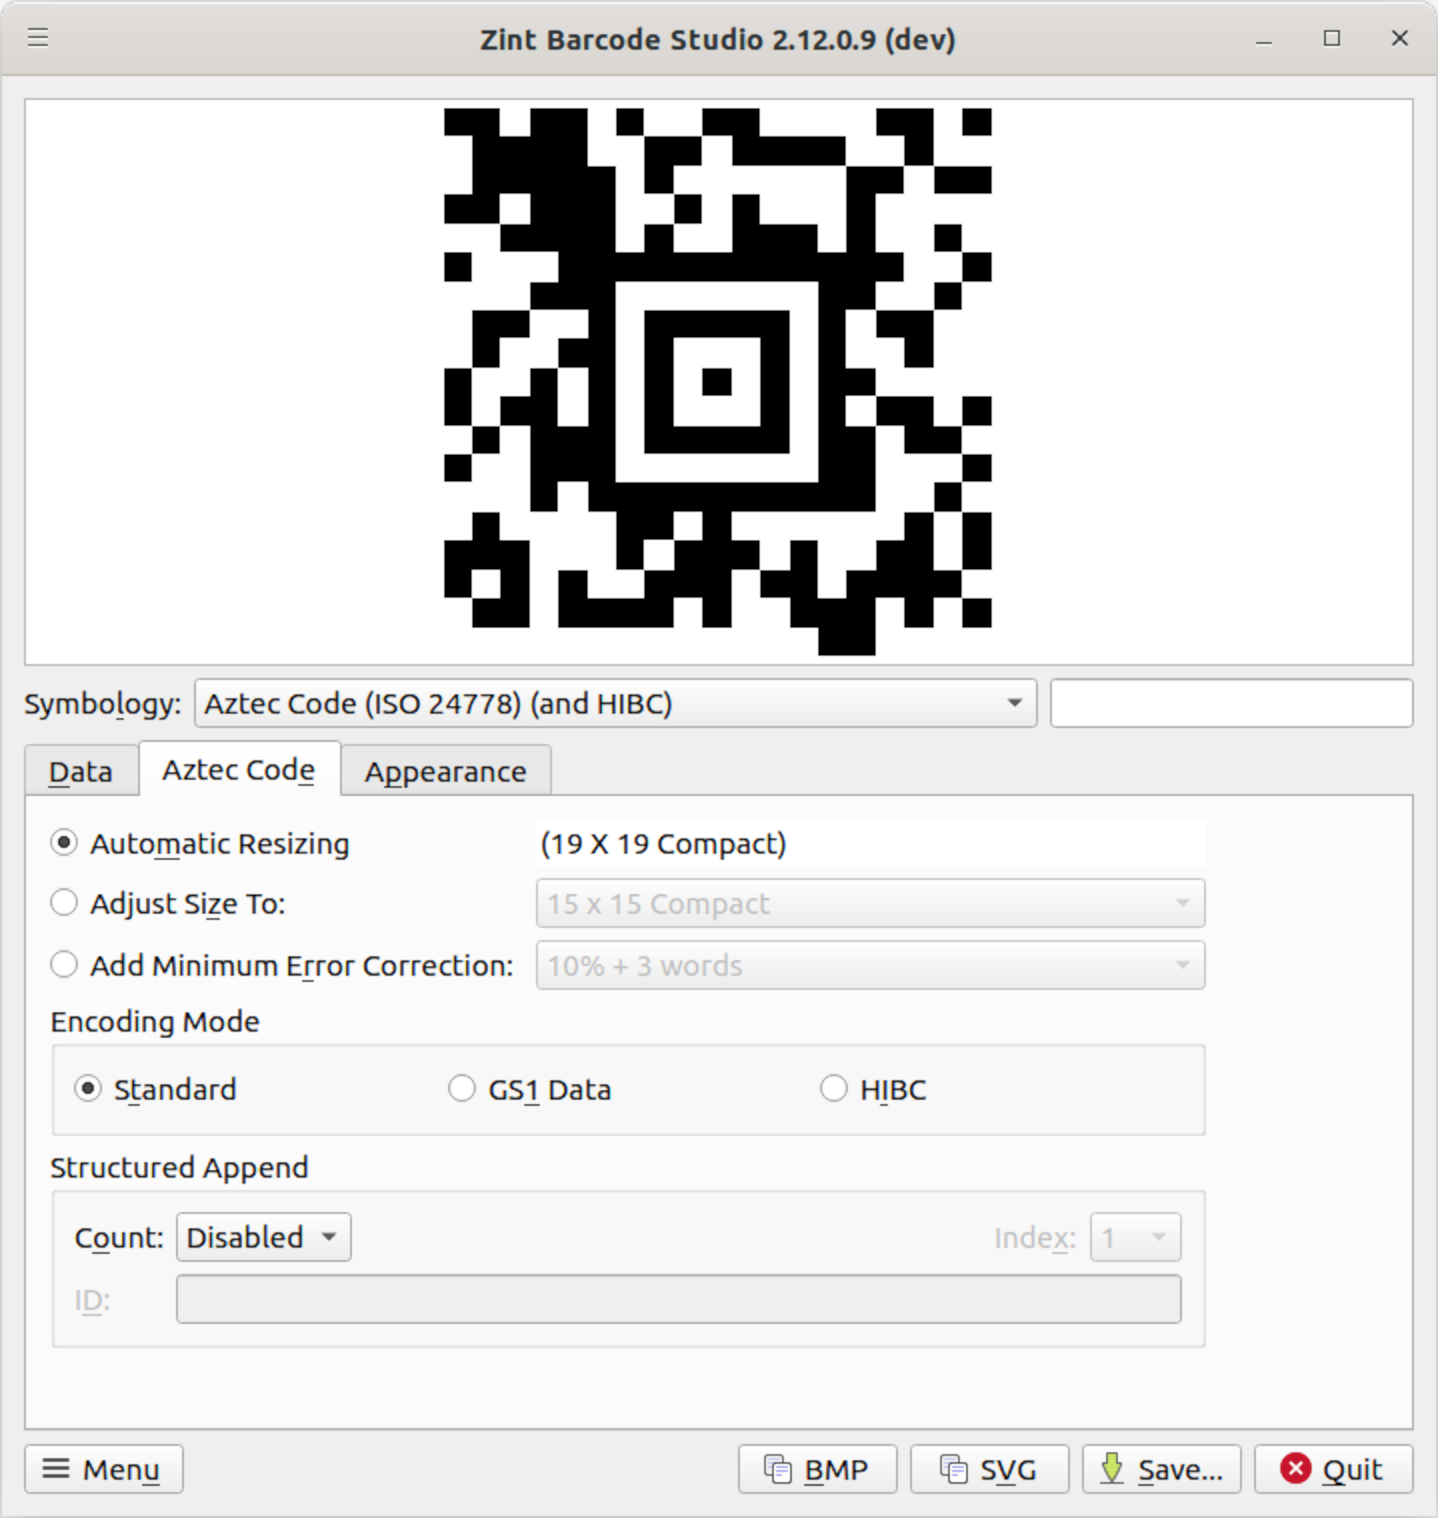 Zint Barcode Studio 2.12.0.9 (dev)
Symbology: Aztec Code (ISO 24778) (and HIBC)
Data Aztec Code Appearance
Automatic Resizing (19 X 19 Compact)
Adjust Size To: 15 x 15 Compact
Add Minimum Error Correction: 10% + 3 words
Encoding Mode
Standard GS1 Data HIBC
Structured Append
Count: Disabled Index: 1
ID:
Menu BMP SVG Save... Quit